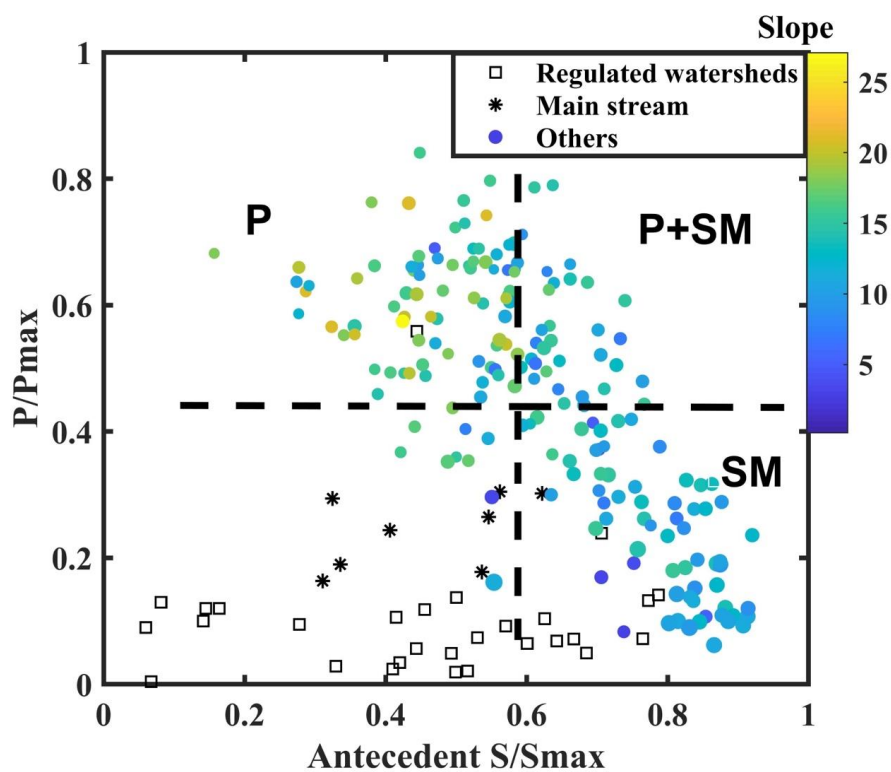 Slope
1
Regulated watersheds
Main stream
Others
25
20
15
10
5
0.8
P
P+SM
0.6
P/Pmax
0.4
SM
0.2
0
0 0.2 0.4 0.6 0.8 1
Antecedent S/Smax